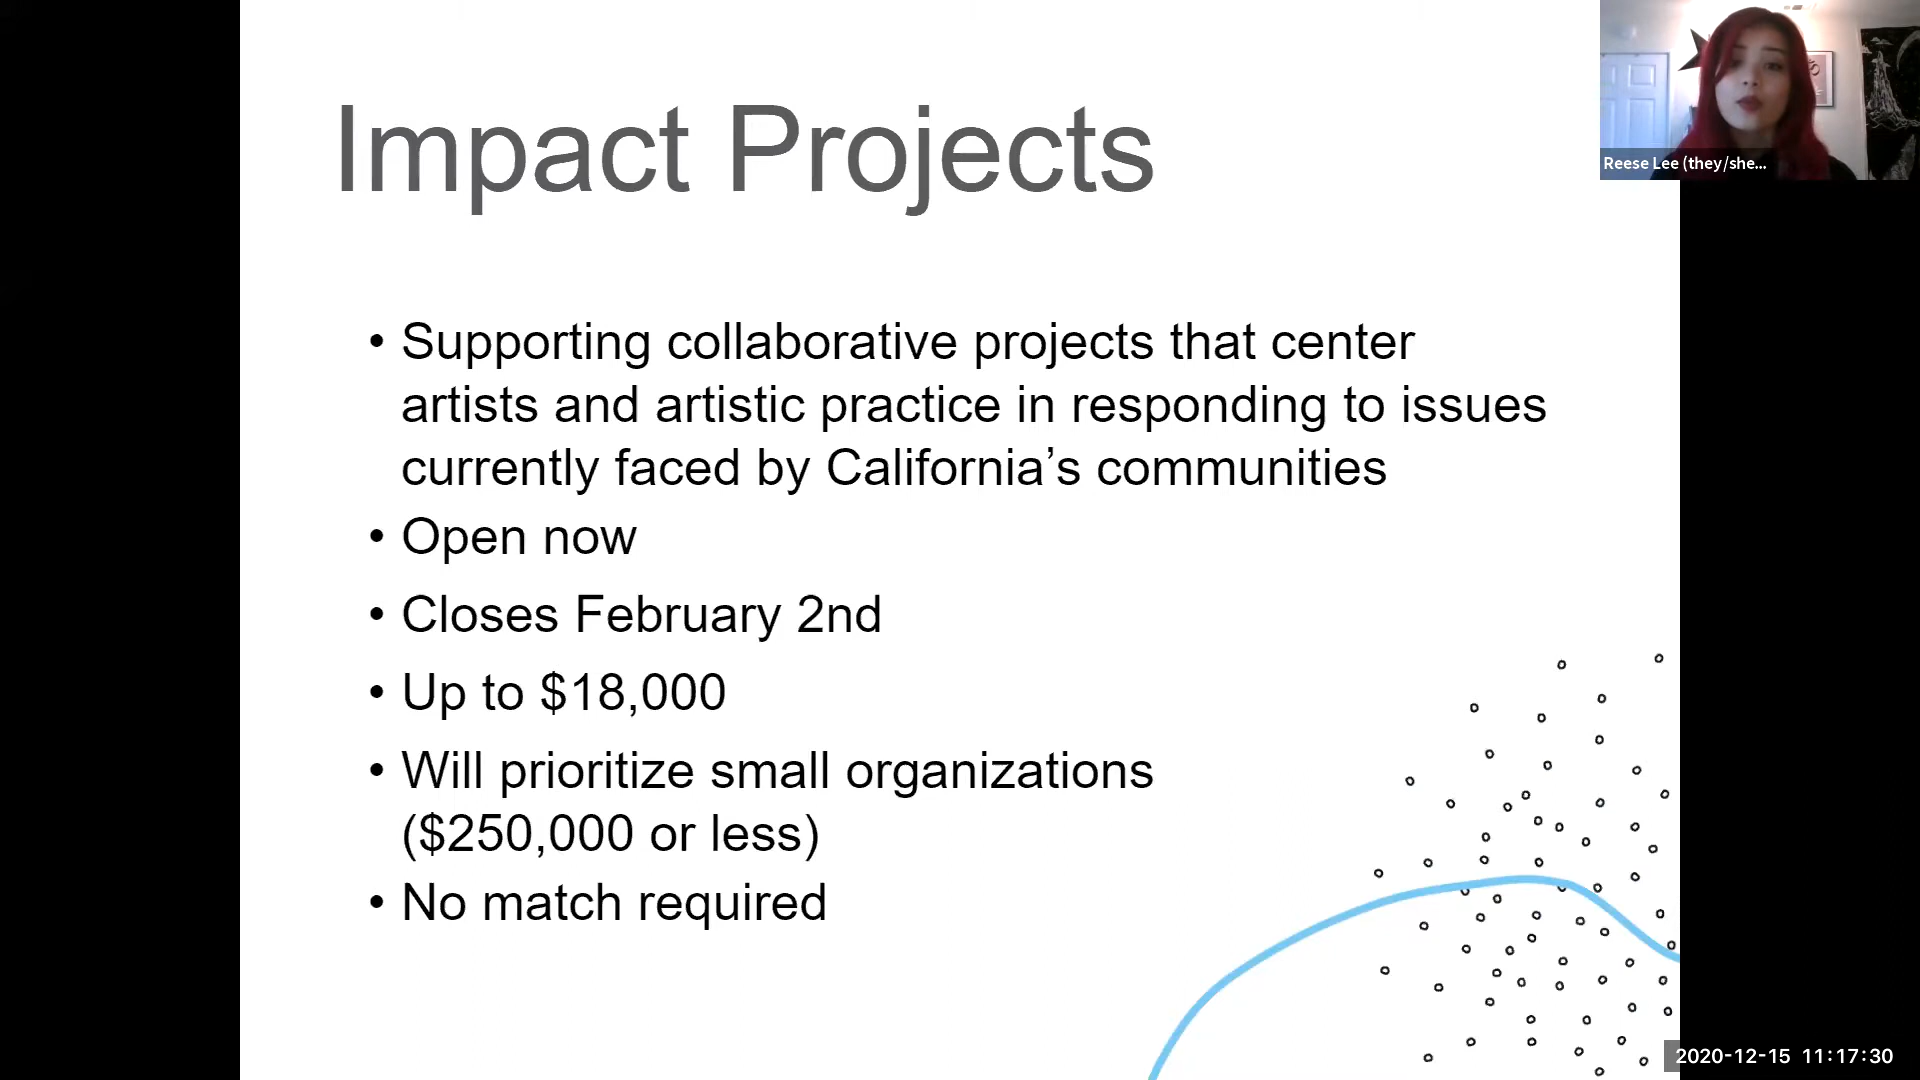 Impact Projects
Reese Lee (they/she...
• Supporting collaborative projects that center
artists and artistic practice in responding to issues
currently faced by California’s communities
• Open now
• Closes February 2nd
• Up to $18,000
• Will prioritize small organizations
($250,000 or less)
• No match required
2020-12-15 11:17:30